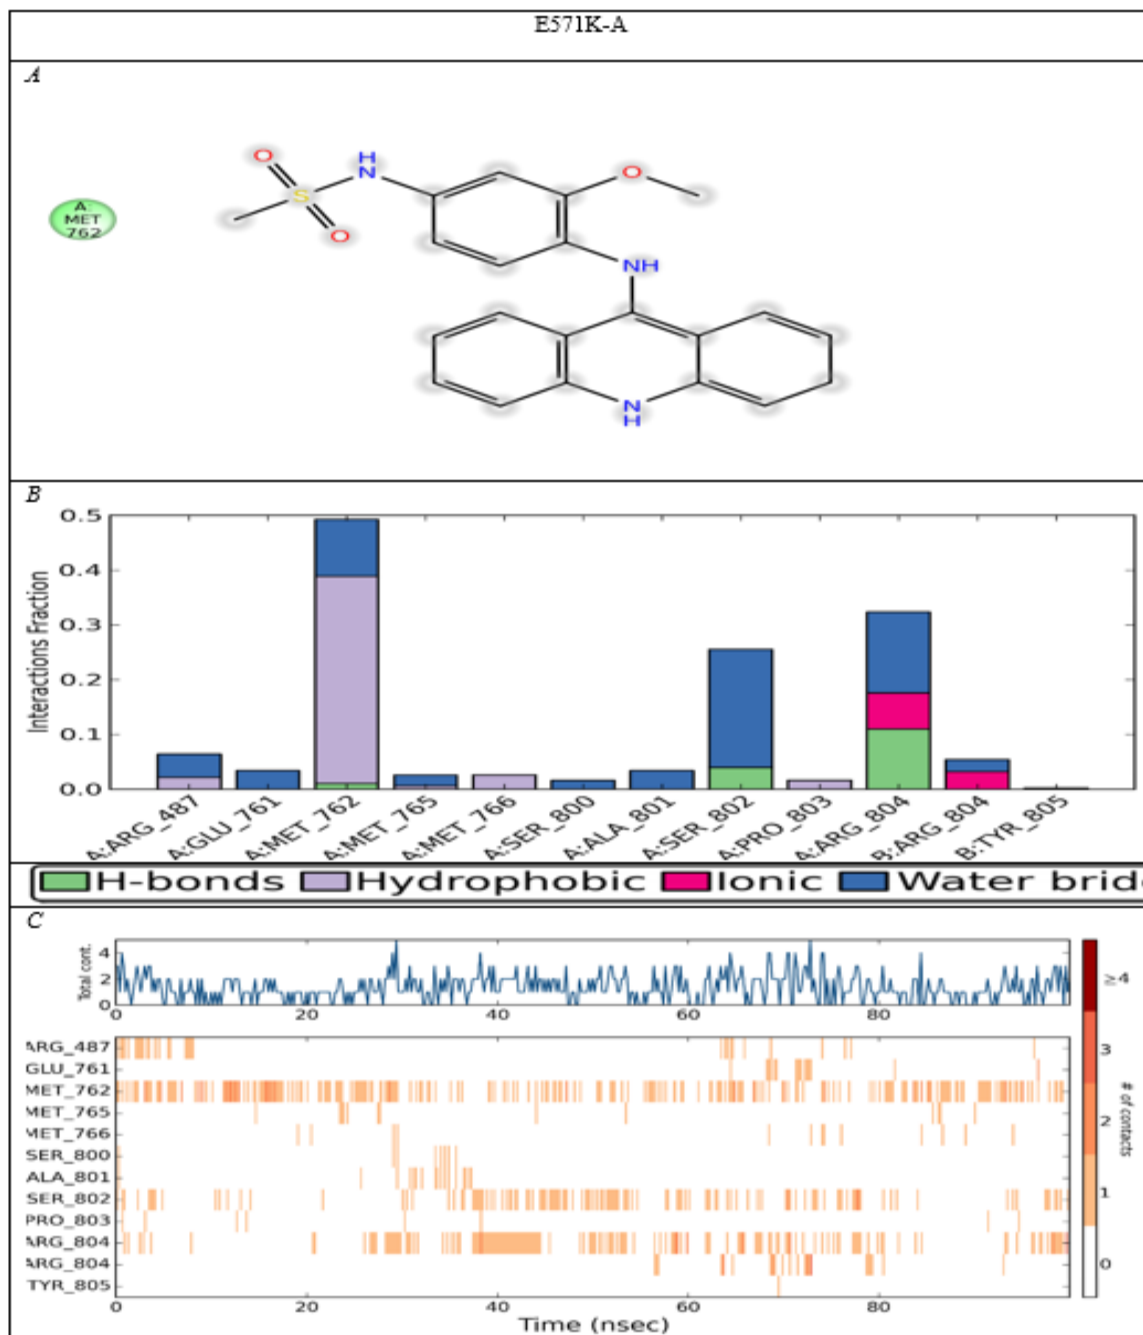 E571K-A
A
O
H
N
O
S
A:
MET
762
O
NH
N
H
B
0.5
0.4
0.3
0.2
0.1
0.0
Interactions Fraction
A:ARG_487
A:GLU_761
A:MET_762
A:MET_765
A:MET_766
A:SER_800
A:ALA_801
A:SER_802
A:PRO_803
A:ARG_804
B:ARG_804
B:TYR_805
H-bonds Hydrophobic Ionic Water brid
C
Total cont.
4
2
0
0 20 40 60 80
ARG_487
GLU_761
MET_762
MET_765
MET_766
SER_800
ALA_801
SER_802
PRO_803
ARG_804
ARG_804
TYR_805
0 20 40 60 80
Time (nsec)
≥4
3
2
1
0
# of contacts